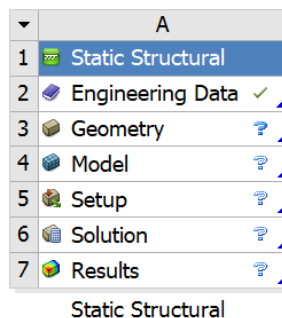 A
1 Static Structural
2 Engineering Data ✓
3 Geometry ?
4 Model ?
5 Setup ?
6 Solution ?
7 Results ?
Static Structural